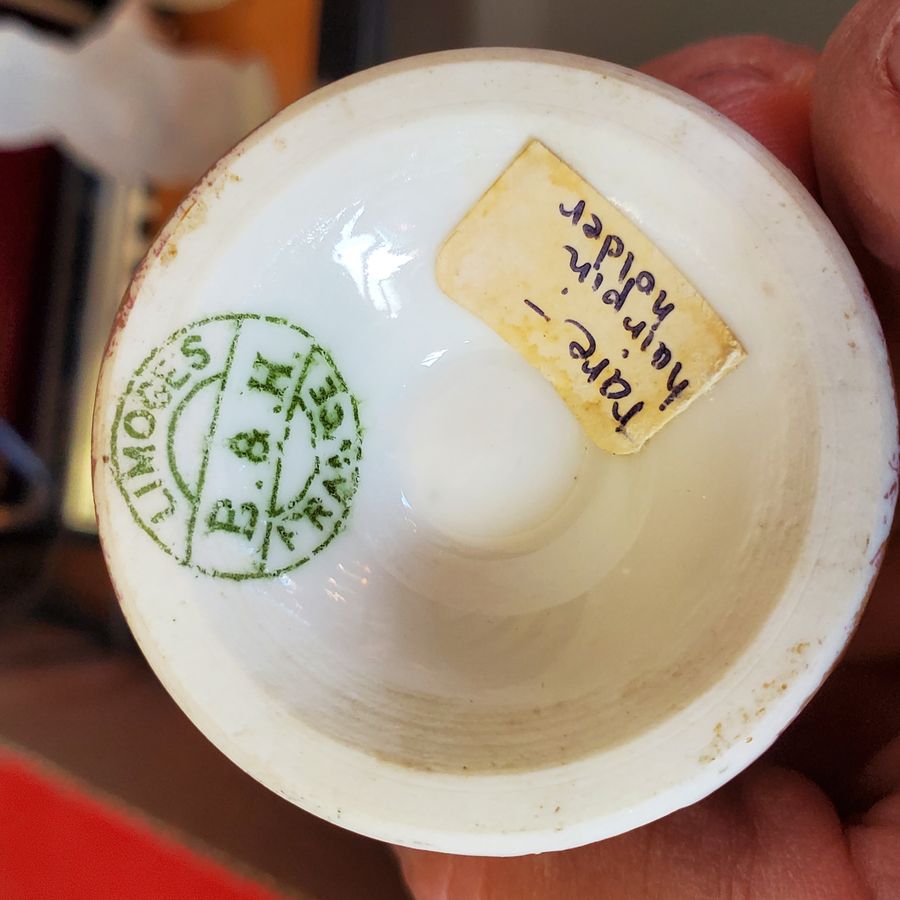 LIMOGES
B. & H.
FRANCE
rare –
hairpin
holder